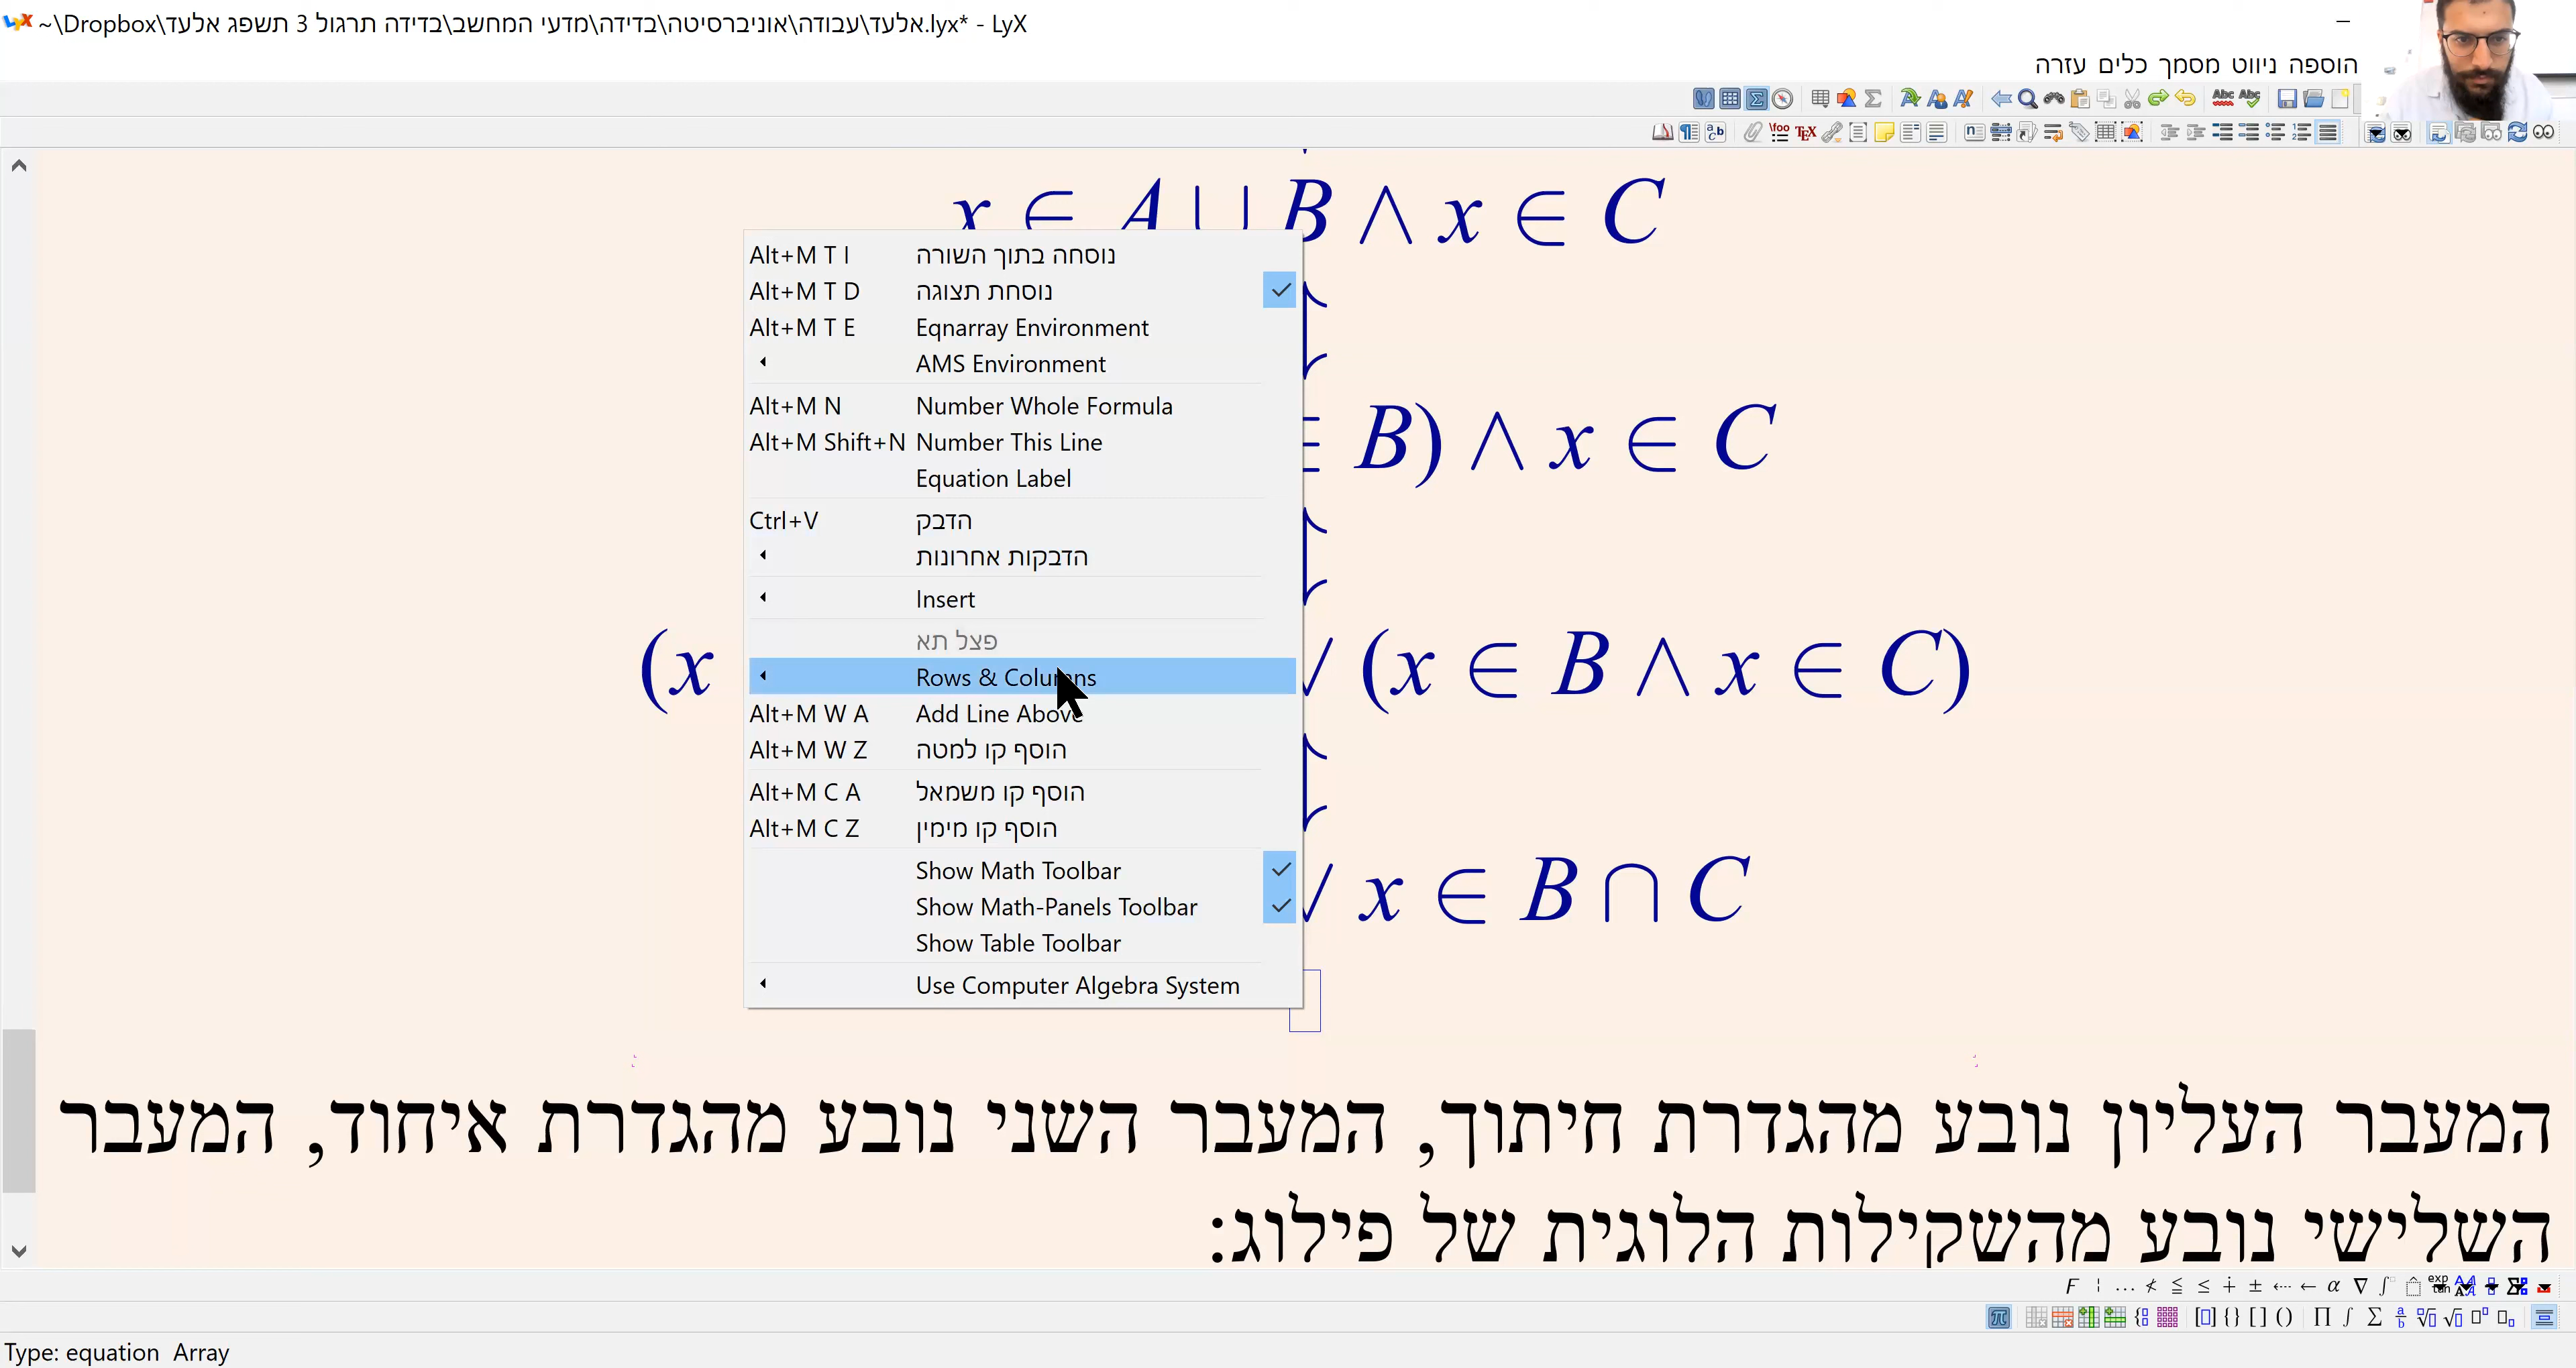 ~\Dropbox\אלעד\עבודה\אוניברסיטה\בדידה\מדעי המחשב\בדידה תרגול 3 תשפג אלעד.lyx* - LyX
הוספה ניווט מסמך כלים עזרה
x ∈ A ∪ B ∧ x ∈ C
Alt+M T I נוסחה בתוך השורה
Alt+M T D נוסחת תצוגה
Alt+M T E Eqnarray Environment
AMS Environment
Alt+M N Number Whole Formula
Alt+M Shift+N Number This Line
∈ B) ∧ x ∈ C
Equation Label
Ctrl+V הדבק
הדבקות אחרונות
Insert
פצל תא
Rows & Columns
(x ∨ (x ∈ B ∧ x ∈ C)
Alt+M W A Add Line Above
Alt+M W Z הוסף קו למטה
Alt+M C A הוסף קו משמאל
Alt+M C Z הוסף קו מימין
Show Math Toolbar
∨ x ∈ B ∩ C
Show Math-Panels Toolbar
Show Table Toolbar
Use Computer Algebra System
המעבר העליון נובע מהגדרת חיתוך, המעבר השני נובע מהגדרת איחוד, המעבר
השלישי נובע מהשקילות הלוגית של פילוג:
Type: equation Array